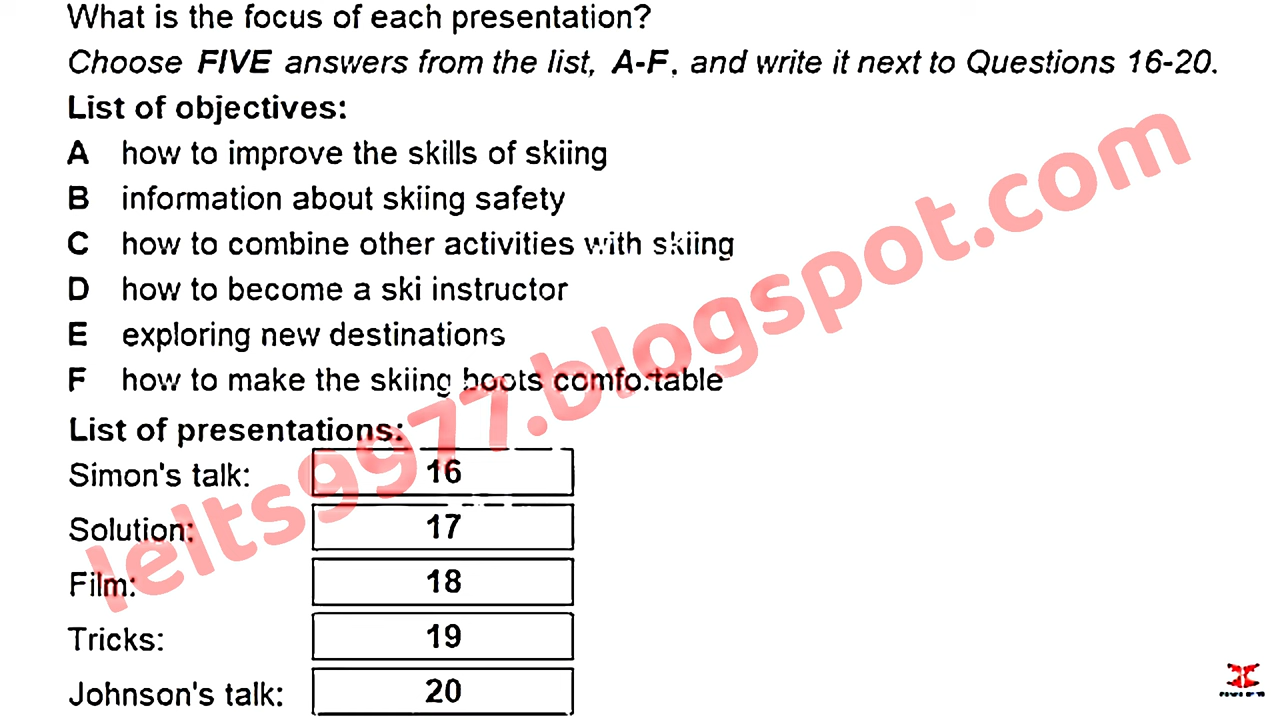 What is the focus of each presentation?
Choose FIVE answers from the list, A-F, and write it next to Questions 16-20.
List of objectives:
A how to improve the skills of skiing
B information about skiing safety
C how to combine other activities with skiing
D how to become a ski instructor
E exploring new destinations
F how to make the skiing boots comfortable
List of presentations:
Simon's talk: 16
Solution: 17
Film: 18
Tricks: 19
Johnson's talk: 20
Ielts9977.blogspot.com